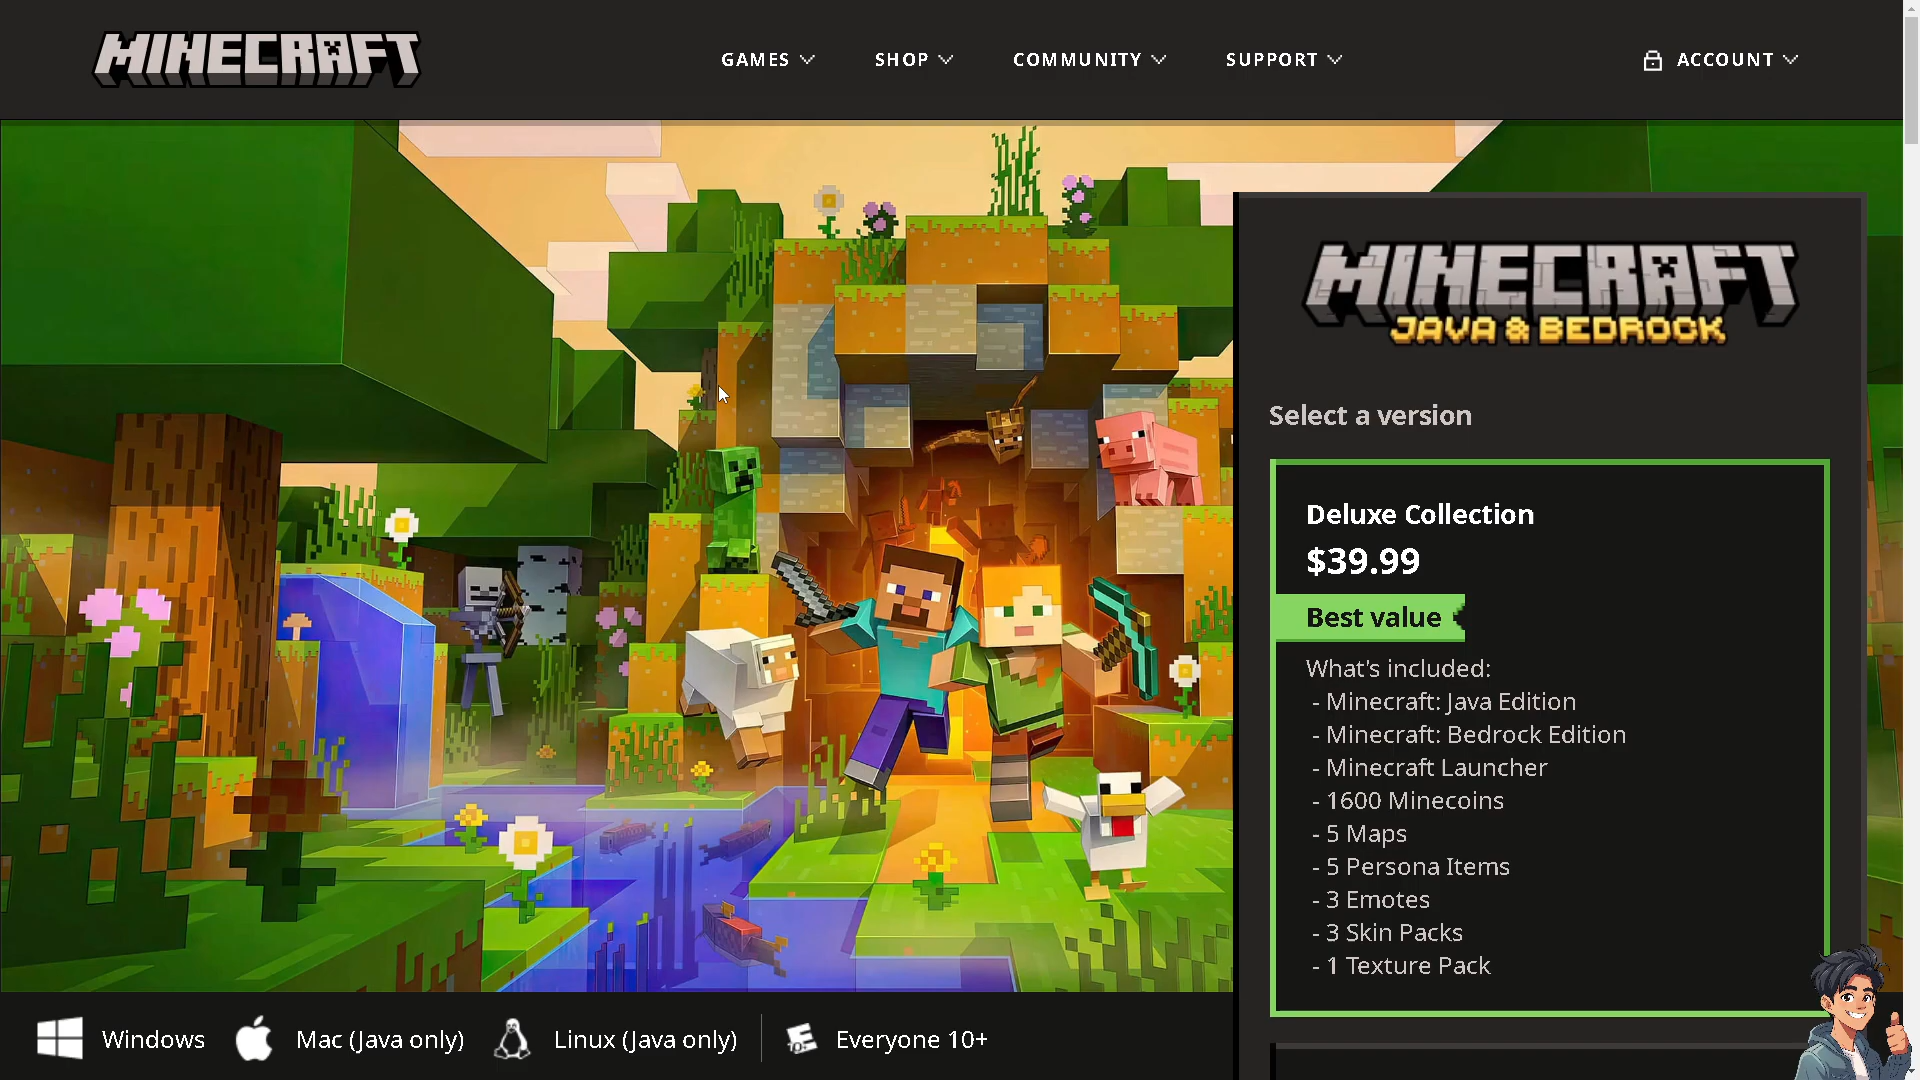 MINECRAFT
GAMES
SHOP
COMMUNITY
SUPPORT
ACCOUNT
MINECRAFT
JAVA & BEDROCK
Select a version
Deluxe Collection
$39.99
Best value
What's included:
- Minecraft: Java Edition
- Minecraft: Bedrock Edition
- Minecraft Launcher
- 1600 Minecoins
- 5 Maps
- 5 Persona Items
- 3 Emotes
- 3 Skin Packs
- 1 Texture Pack
Windows
Mac (Java only)
Linux (Java only)
E 10+
Everyone 10+